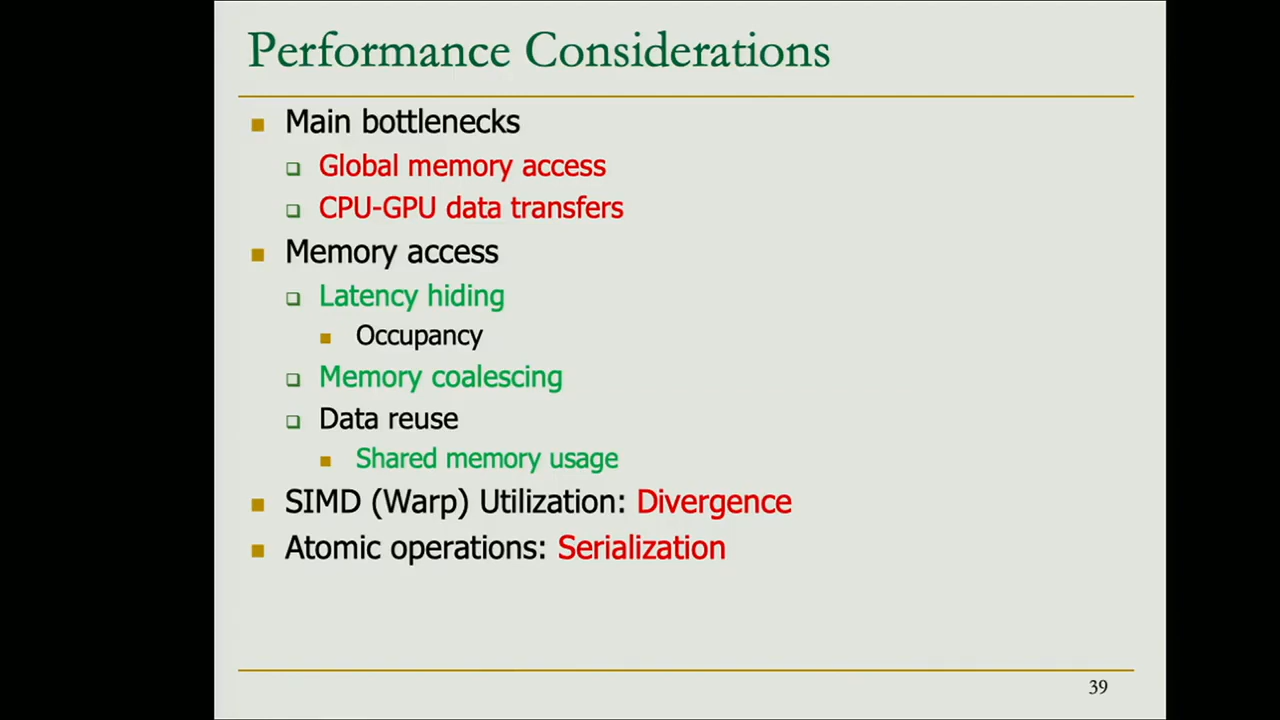 Performance Considerations
Main bottlenecks
Global memory access
CPU-GPU data transfers
Memory access
Latency hiding
Occupancy
Memory coalescing
Data reuse
Shared memory usage
SIMD (Warp) Utilization: Divergence
Atomic operations: Serialization
39